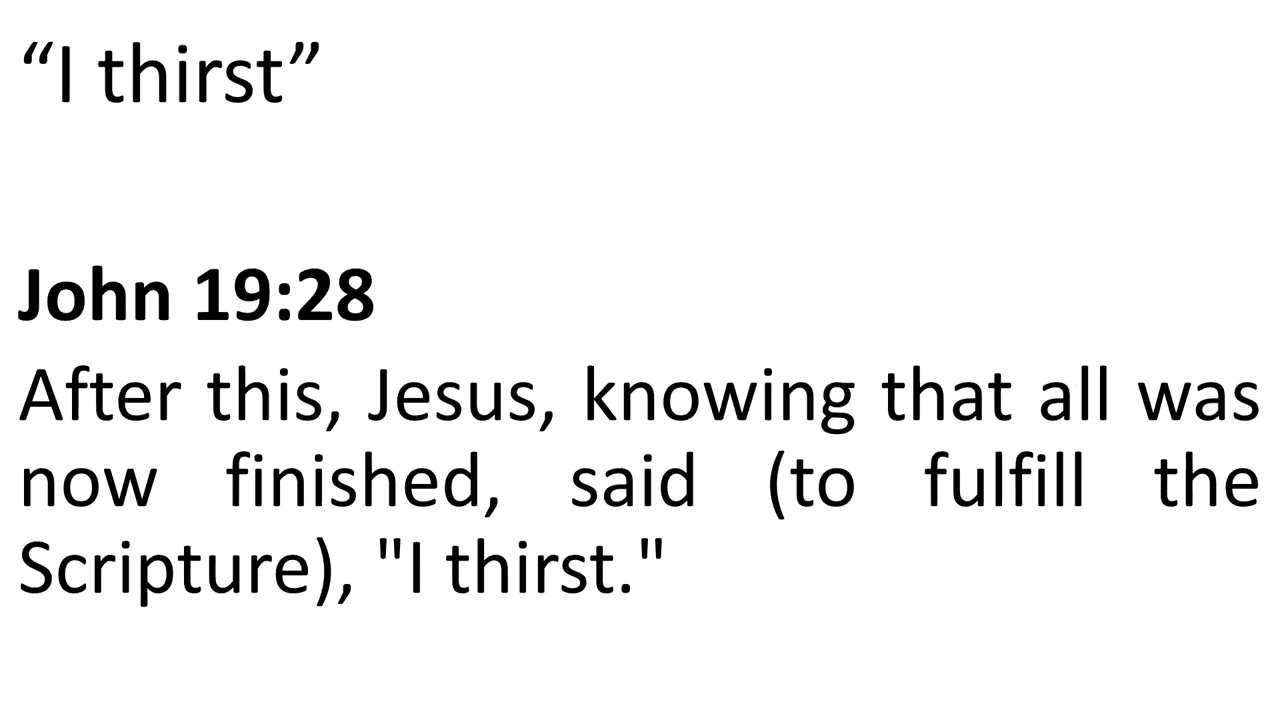 “I thirst”
John 19:28
After this, Jesus, knowing that all was
now finished, said (to fulfill the
Scripture), "I thirst."